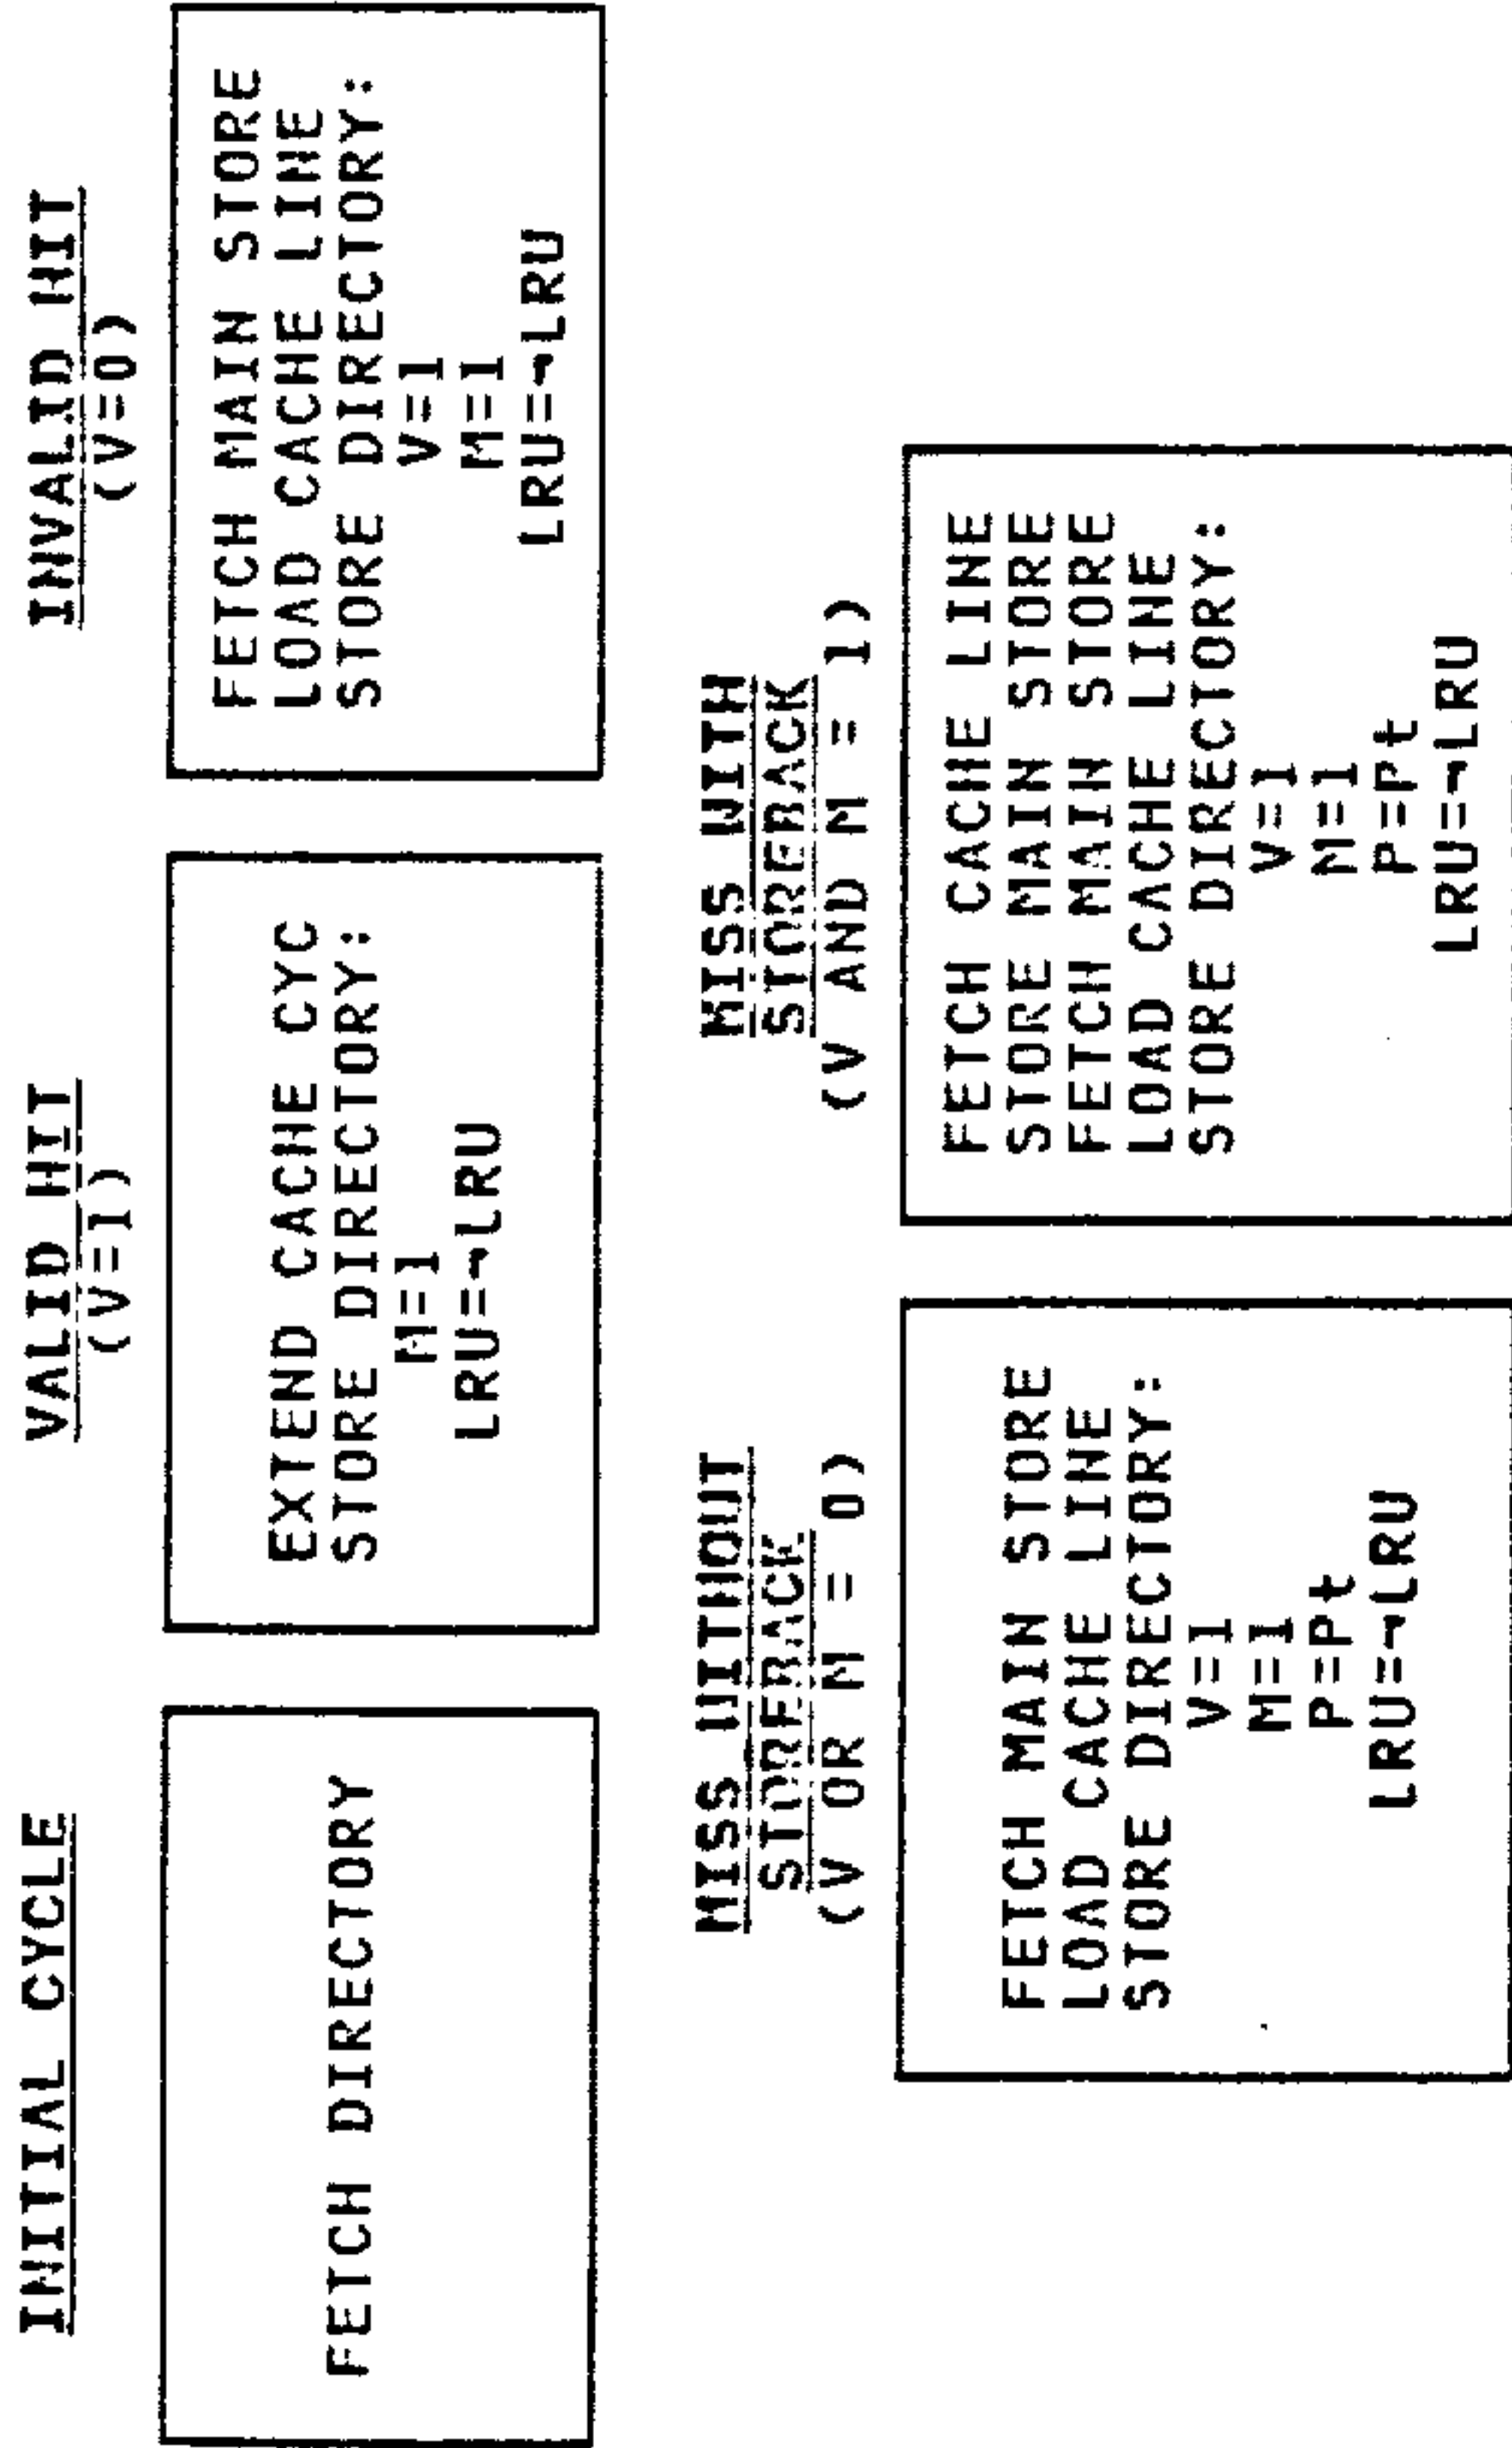 INITIAL CYCLE
FETCH DIRECTORY
VALID HIT
(V=1)
EXTEND CACHE CYC
STORE DIRECTORY:
M=1
LRU=¬LRU
INVALID HIT
(V=0)
FETCH MAIN STORE
LOAD CACHE LINE
STORE DIRECTORY:
V=1
M=1
LRU=¬LRU
MISS WITHOUT
STOREBACK
(V OR M = 0)
FETCH MAIN STORE
LOAD CACHE LINE
STORE DIRECTORY:
V=1
M=1
P=Pt
LRU=¬LRU
MISS WITH
STOREBACK
(V AND M = 1)
FETCH CACHE LINE
STORE MAIN STORE
FETCH MAIN STORE
LOAD CACHE LINE
STORE DIRECTORY:
V=1
M=1
P=Pt
LRU=¬LRU